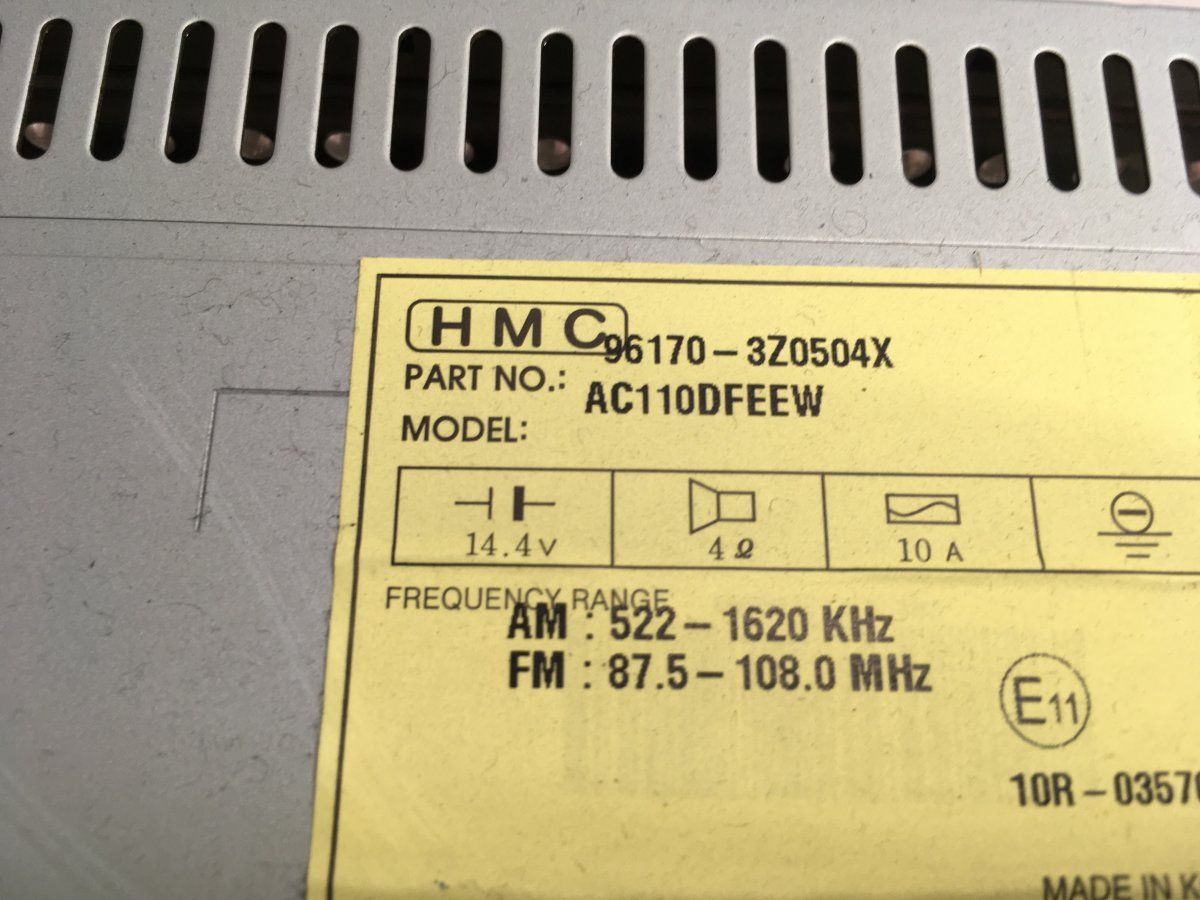 HMC
96170-3Z0504X
PART NO.:
AC110DFEEW
MODEL:
14.4V
4Ω
10 A
FREQUENCY RANGE
AM : 522-1620 KHz
FM : 87.5-108.0 MHz
E11
10R-0357
MADE IN K